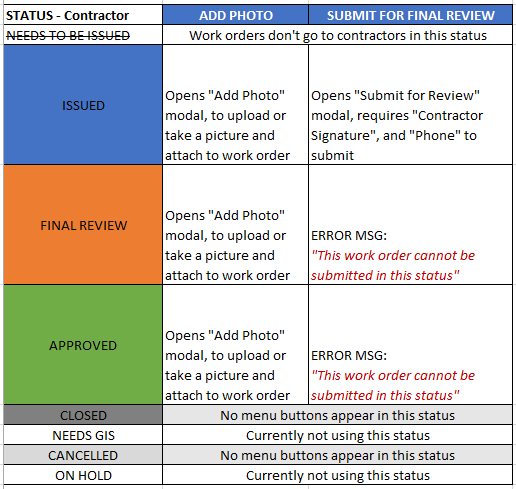 STATUS - Contractor ADD PHOTO SUBMIT FOR FINAL REVIEW
NEEDS TO BE ISSUED Work orders don't go to contractors in this status
ISSUED
Opens "Add Photo"
modal, to upload or
take a picture and
attach to work order
Opens "Submit for Review"
modal, requires "Contractor
Signature", and "Phone" to
submit
FINAL REVIEW
Opens "Add Photo"
modal, to upload or
take a picture and
attach to work order
ERROR MSG:
"This work order cannot be
submitted in this status"
APPROVED
Opens "Add Photo"
modal, to upload or
take a picture and
attach to work order
ERROR MSG:
"This work order cannot be
submitted in this status"
CLOSED No menu buttons appear in this status
NEEDS GIS Currently not using this status
CANCELLED No menu buttons appear in this status
ON HOLD Currently not using this status